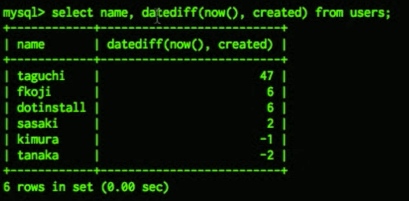 mysql> select name, datediff(now(), created) from users;
+------------+--------------------------+
| name       | datediff(now(), created) |
+------------+--------------------------+
| taguchi    |                       47 |
| fkoji      |                        6 |
| dotinstall |                        6 |
| sasaki     |                        2 |
| kimura     |                       -1 |
| tanaka     |                       -2 |
+------------+--------------------------+
6 rows in set (0.00 sec)